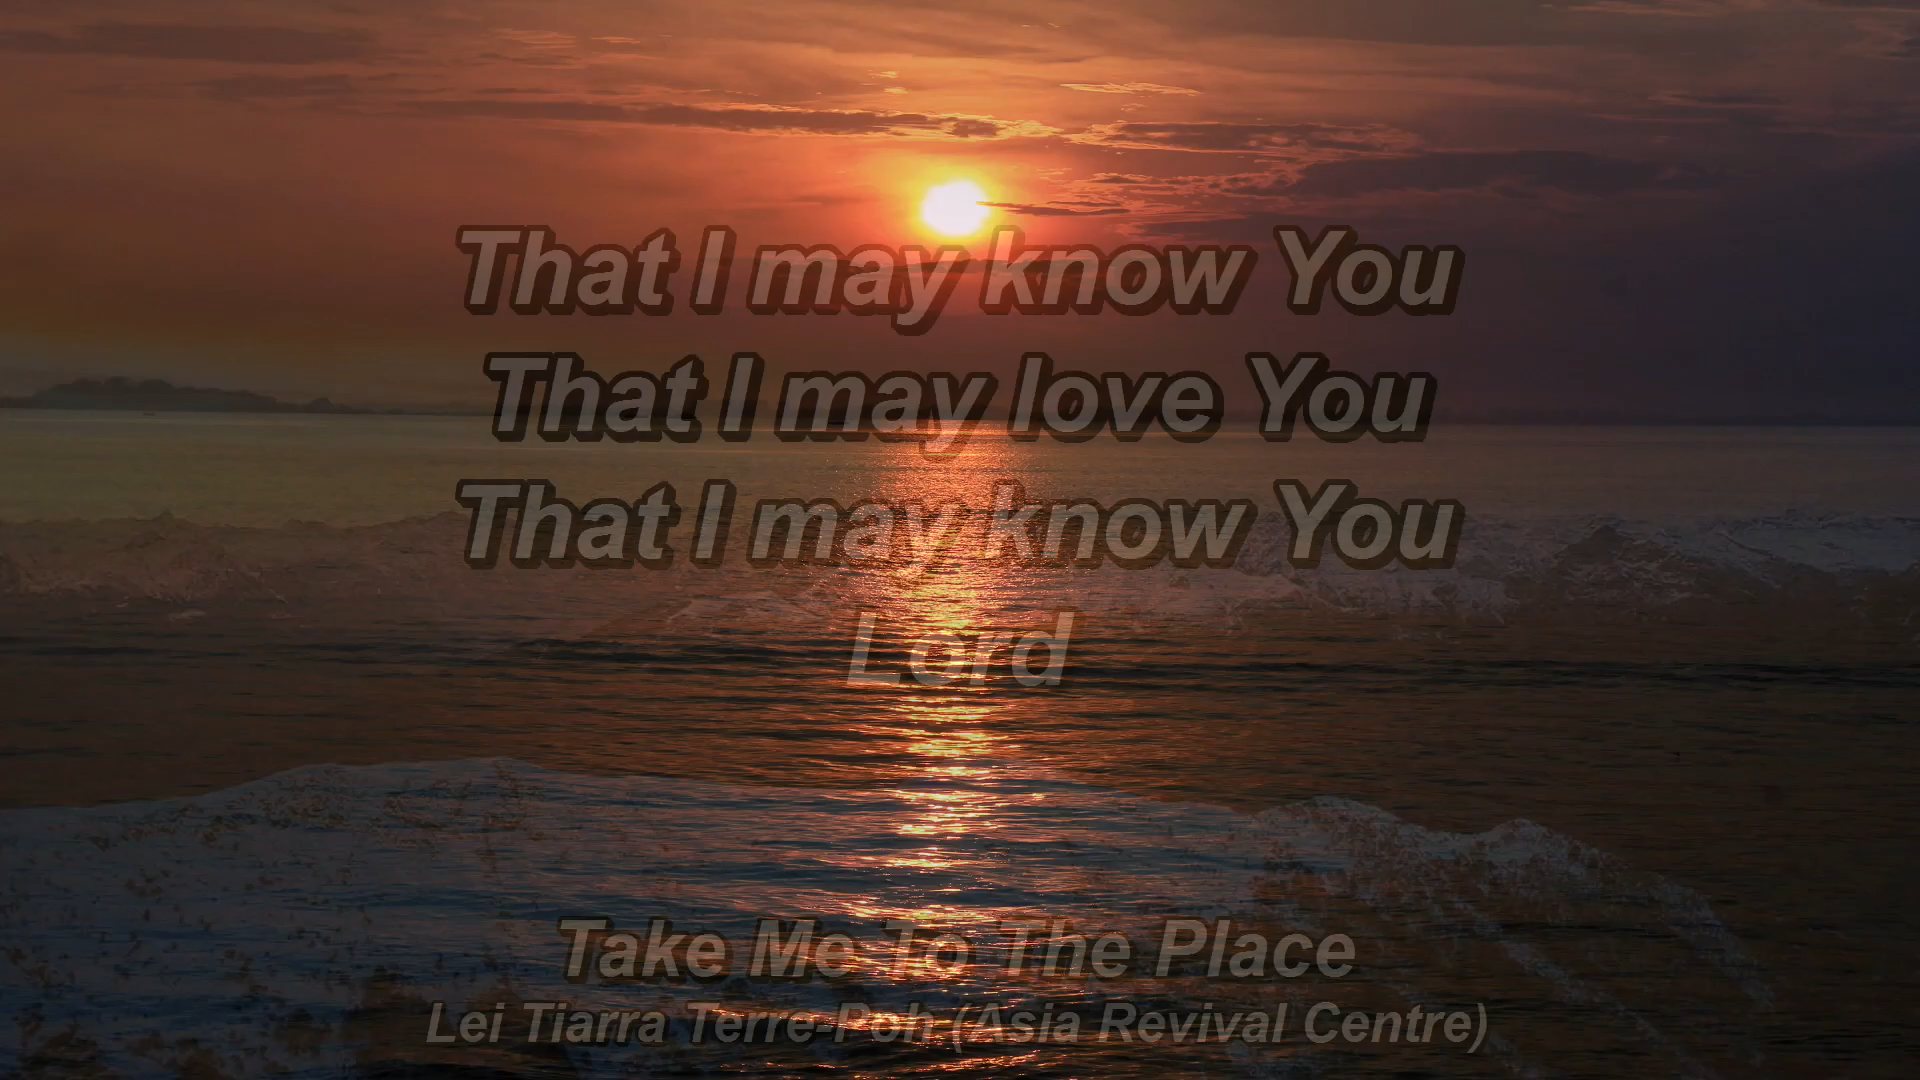 That I may know You
That I may love You
That I may know You
Lord
Take Me To The Place
Lei Tiarra Terre-Poh (Asia Revival Centre)